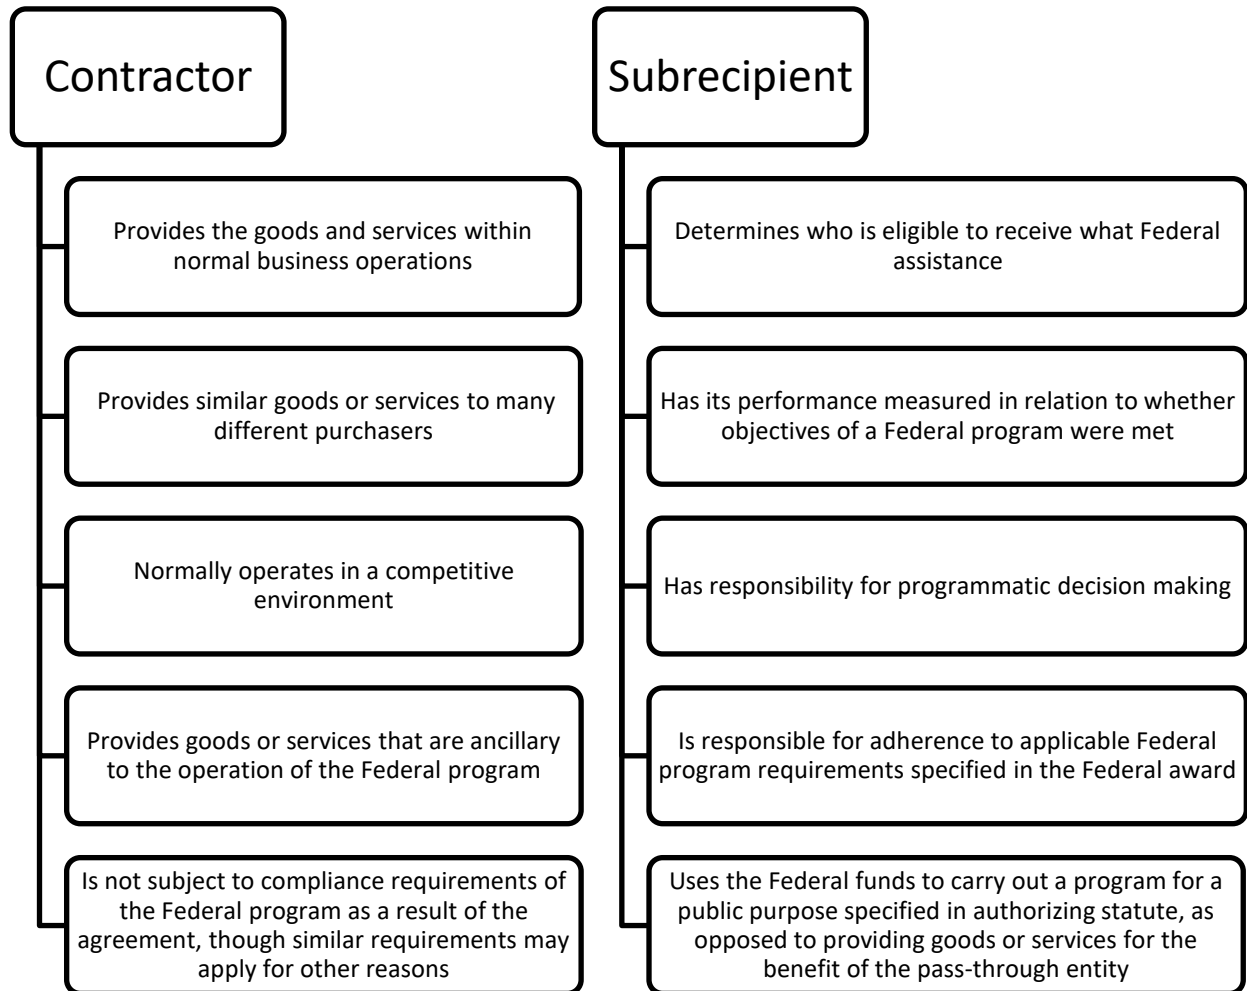 Contractor
Provides the goods and services within
normal business operations
Provides similar goods or services to many
different purchasers
Normally operates in a competitive
environment
Provides goods or services that are ancillary
to the operation of the Federal program
Is not subject to compliance requirements of
the Federal program as a result of the
agreement, though similar requirements may
apply for other reasons
Subrecipient
Determines who is eligible to receive what Federal
assistance
Has its performance measured in relation to whether
objectives of a Federal program were met
Has responsibility for programmatic decision making
Is responsible for adherence to applicable Federal
program requirements specified in the Federal award
Uses the Federal funds to carry out a program for a
public purpose specified in authorizing statute, as
opposed to providing goods or services for the
benefit of the pass-through entity